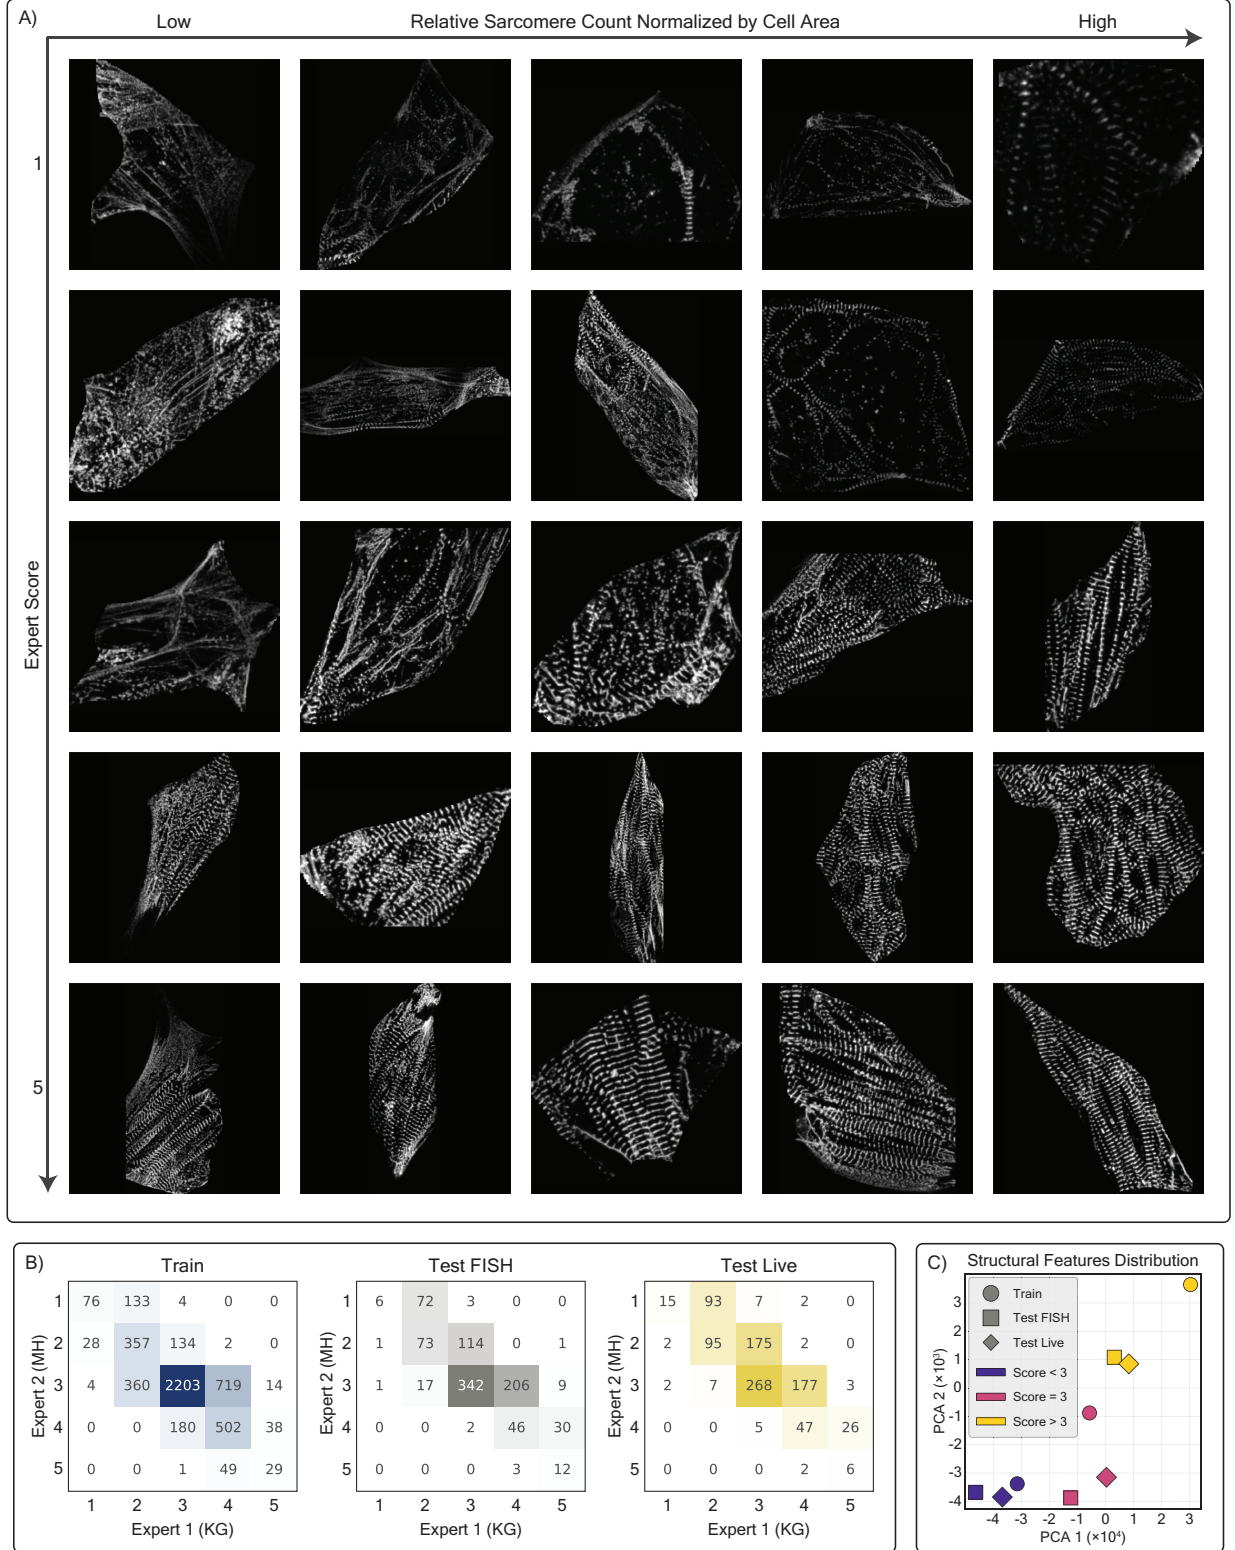 A)
Low Relative Sarcomere Count Normalized by Cell Area High
1
Expert Score
5
B)
Train
1 76 133 4 0 0
2 28 357 134 2 0
3 4 360 2203 719 14
4 0 0 180 502 38
5 0 0 1 49 29
1 2 3 4 5
Expert 2 (MH)
Expert 1 (KG)
Test FISH
1 6 72 3 0 0
2 1 73 114 0 1
3 1 17 342 206 9
4 0 0 2 46 30
5 0 0 0 3 12
1 2 3 4 5
Expert 2 (MH)
Expert 1 (KG)
Test Live
1 15 93 7 2 0
2 2 95 175 2 0
3 2 7 268 177 3
4 0 0 5 47 26
5 0 0 0 2 6
1 2 3 4 5
Expert 2 (MH)
Expert 1 (KG)
C) Structural Features Distribution
Train
Test FISH
Test Live
Score < 3
Score = 3
Score > 3
3
2
1
0
-1
-2
-3
-4
PCA 2 (×10³)
-4 -3 -2 -1 0 1 2 3
PCA 1 (×10⁴)